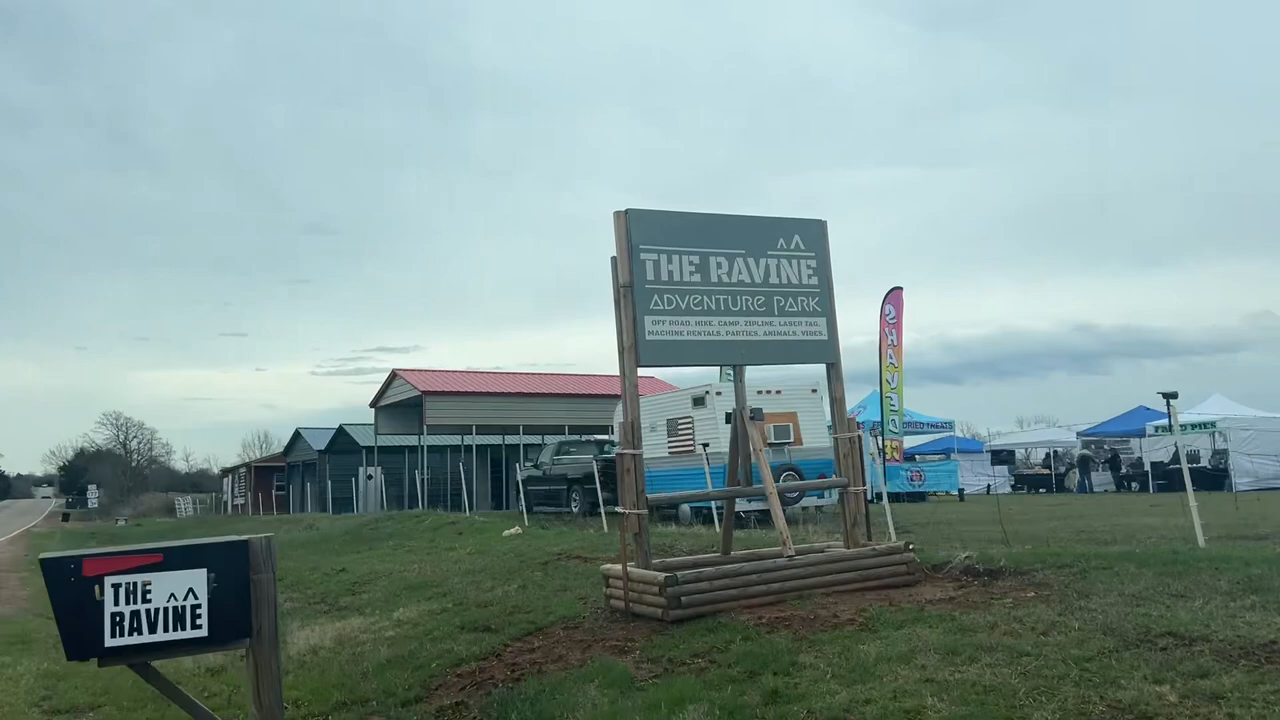 THE RAVINE
ADVENTURE PARK
OFF ROAD. HIKE. CAMP. ZIPLINE. LASER TAG.
MACHINE RENTALS. PARTIES. ANIMALS. VIBES.
SHAVED
DRIED TREATS
PIES
THE
RAVINE